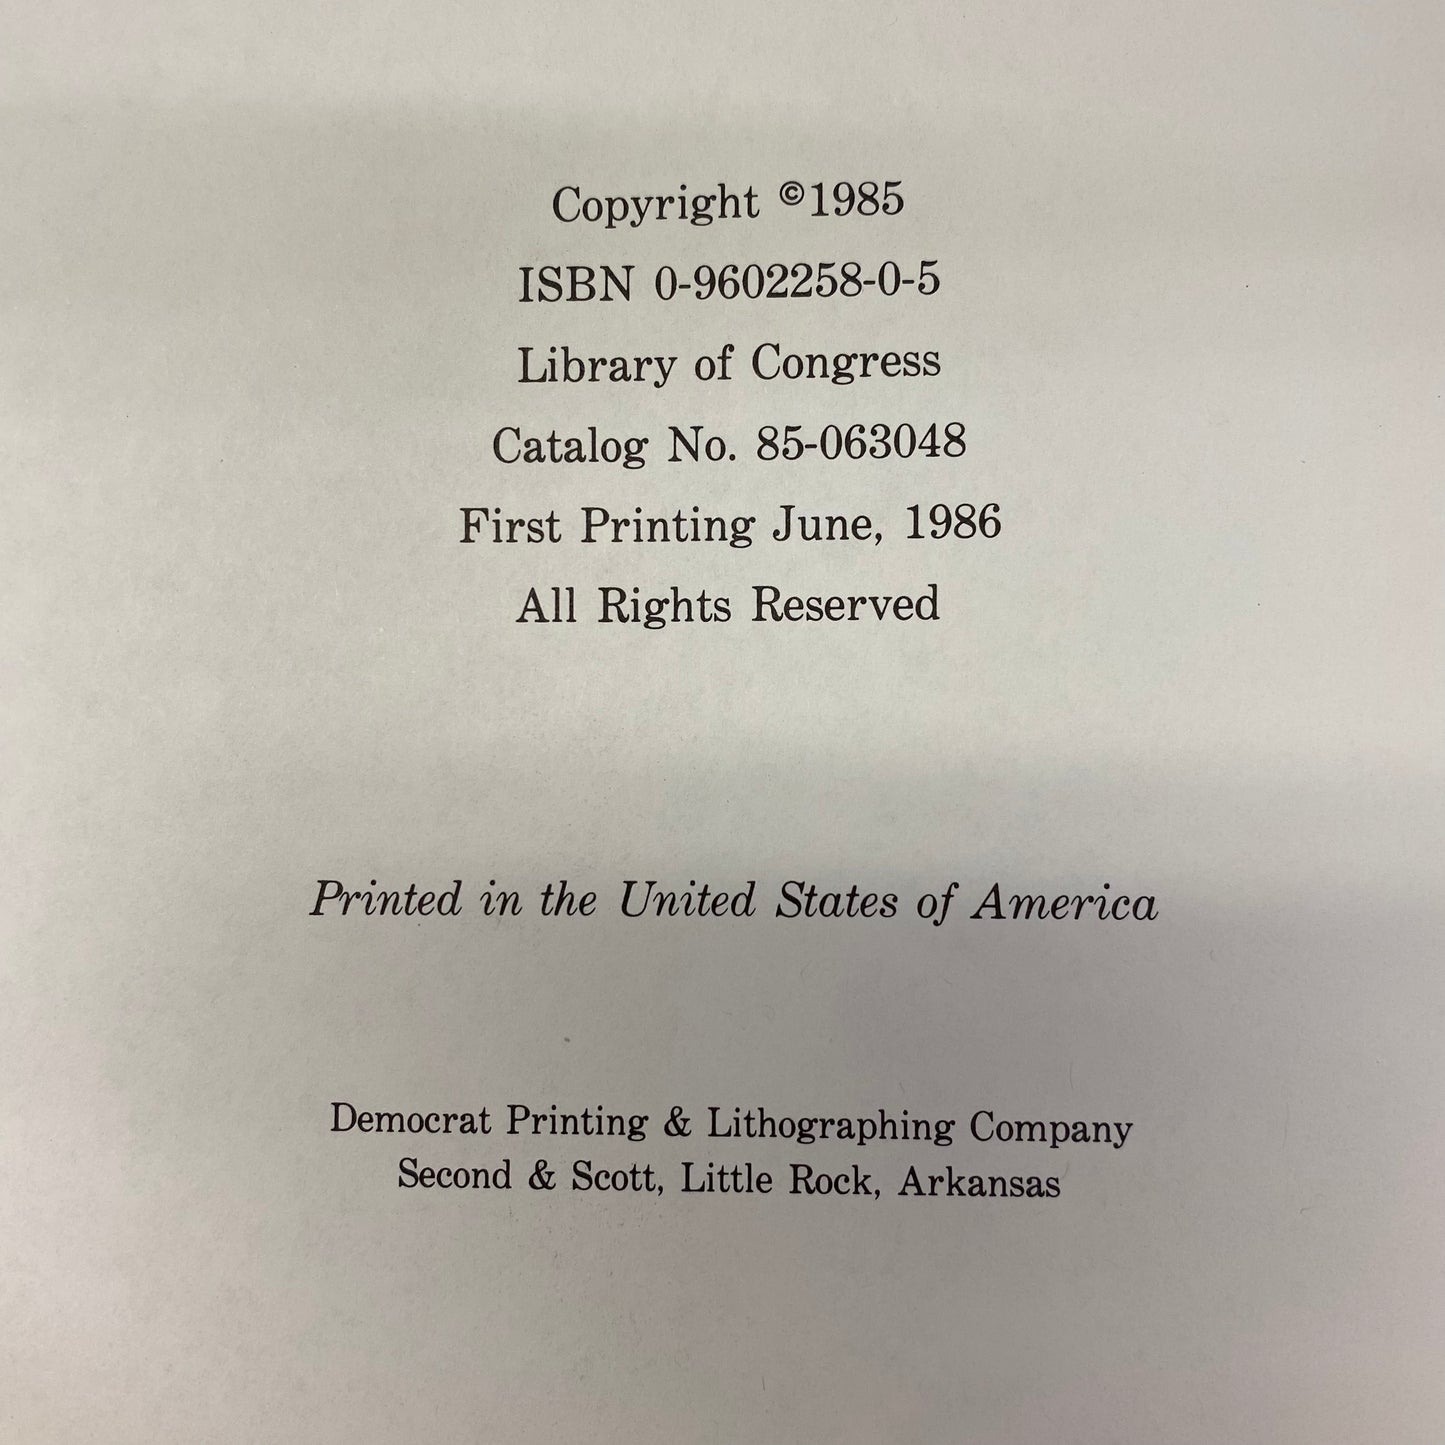 Copyright ©1985
ISBN 0-9602258-0-5
Library of Congress
Catalog No. 85-063048
First Printing June, 1986
All Rights Reserved
Printed in the United States of America
Democrat Printing & Lithographing Company
Second & Scott, Little Rock, Arkansas